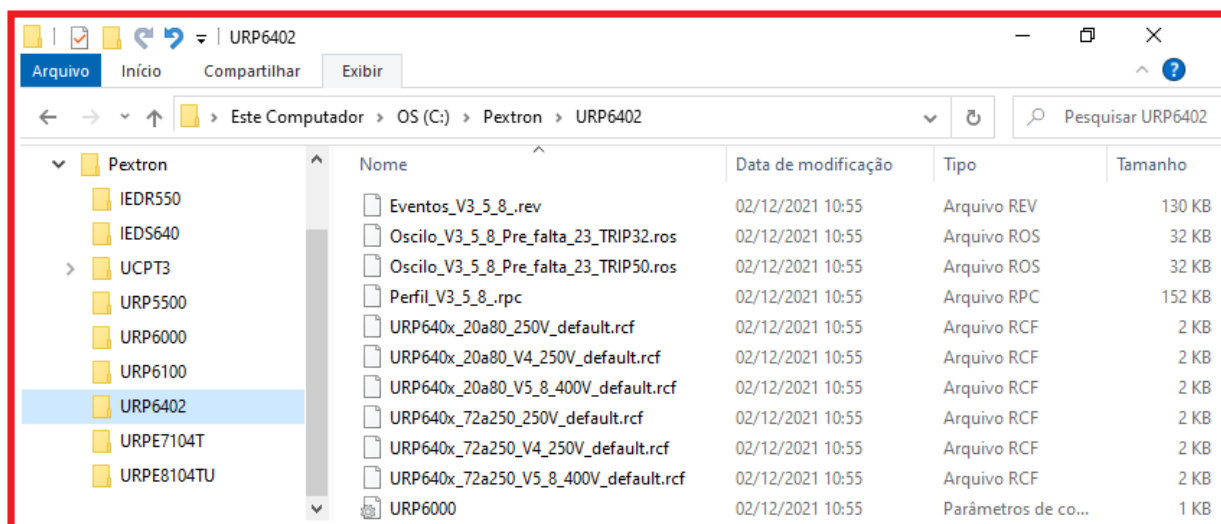 URP6402
Arquivo Início Compartilhar Exibir
Este Computador > OS (C:) > Pextron > URP6402 Pesquisar URP6402
Pextron Nome Data de modificação Tipo Tamanho
IEDR550 Eventos_V3_5_8_.rev 02/12/2021 10:55 Arquivo REV 130 KB
IEDS640 Oscilo_V3_5_8_Pre_falta_23_TRIP32.ros 02/12/2021 10:55 Arquivo ROS 32 KB
UCPT3 Oscilo_V3_5_8_Pre_falta_23_TRIP50.ros 02/12/2021 10:55 Arquivo ROS 32 KB
URP5500 Perfil_V3_5_8_.rpc 02/12/2021 10:55 Arquivo RPC 152 KB
URP6000 URP640x_20a80_250V_default.rcf 02/12/2021 10:55 Arquivo RCF 2 KB
URP6100 URP640x_20a80_V4_250V_default.rcf 02/12/2021 10:55 Arquivo RCF 2 KB
URP640x_20a80_V5_8_400V_default.rcf 02/12/2021 10:55 Arquivo RCF 2 KB
URP6402 URP640x_72a250_250V_default.rcf 02/12/2021 10:55 Arquivo RCF 2 KB
URPE7104T URP640x_72a250_V4_250V_default.rcf 02/12/2021 10:55 Arquivo RCF 2 KB
URPE8104TU URP640x_72a250_V5_8_400V_default.rcf 02/12/2021 10:55 Arquivo RCF 2 KB
URP6000 02/12/2021 10:55 Parâmetros de co... 1 KB